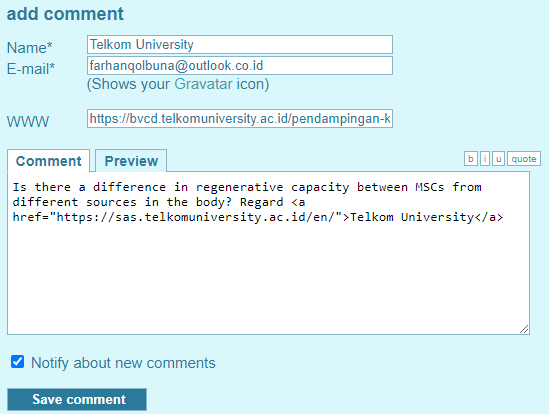 add comment
Name* Telkom University
E-mail* farhanqolbuna@outlook.co.id
(Shows your Gravatar icon)
WWW https://bvcd.telkomuniversity.ac.id/pendampingan-k
Comment Preview b i u quote
Is there a difference in regenerative capacity between MSCs from
different sources in the body? Regard <a
href="https://sas.telkomuniversity.ac.id/en/">Telkom University</a>
Notify about new comments
Save comment